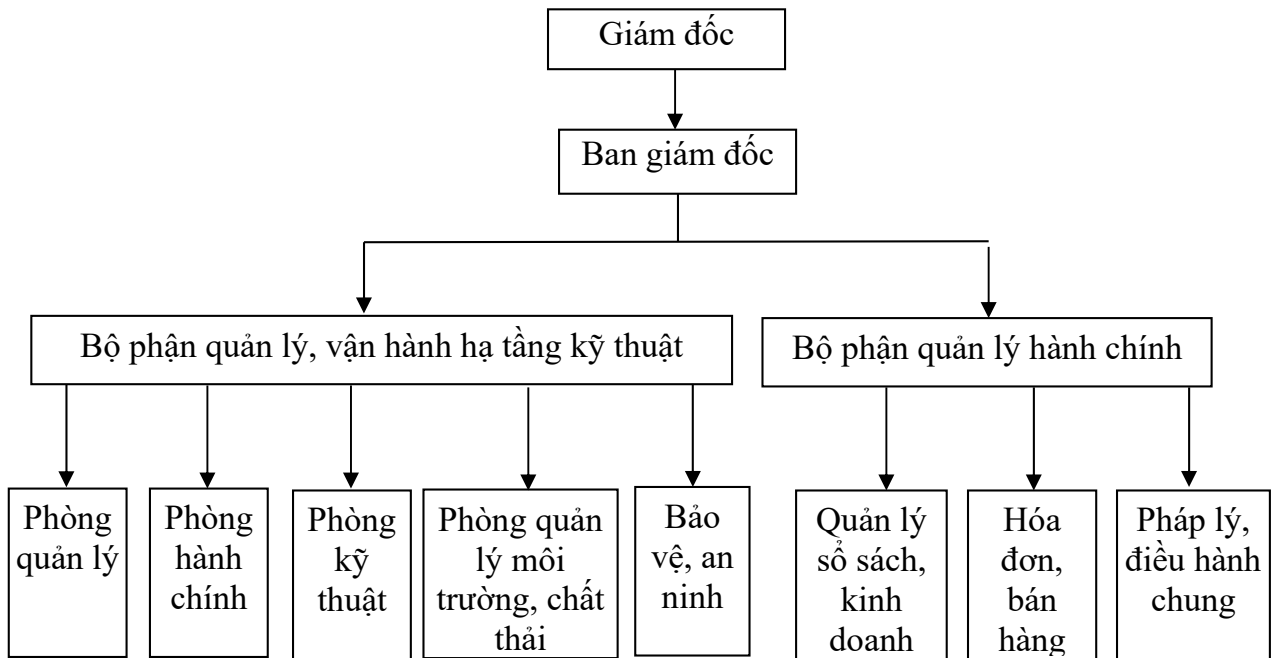 Giám đốc
Ban giám đốc
Bộ phận quản lý, vận hành hạ tầng kỹ thuật
Bộ phận quản lý hành chính
Phòng
quản lý
Phòng
hành
chính
Phòng
kỹ
thuật
Phòng quản
lý môi
trường, chất
thải
Bảo
vệ, an
ninh
Quản lý
sổ sách,
kinh
doanh
Hóa
đơn,
bán
hàng
Pháp lý,
điều hành
chung